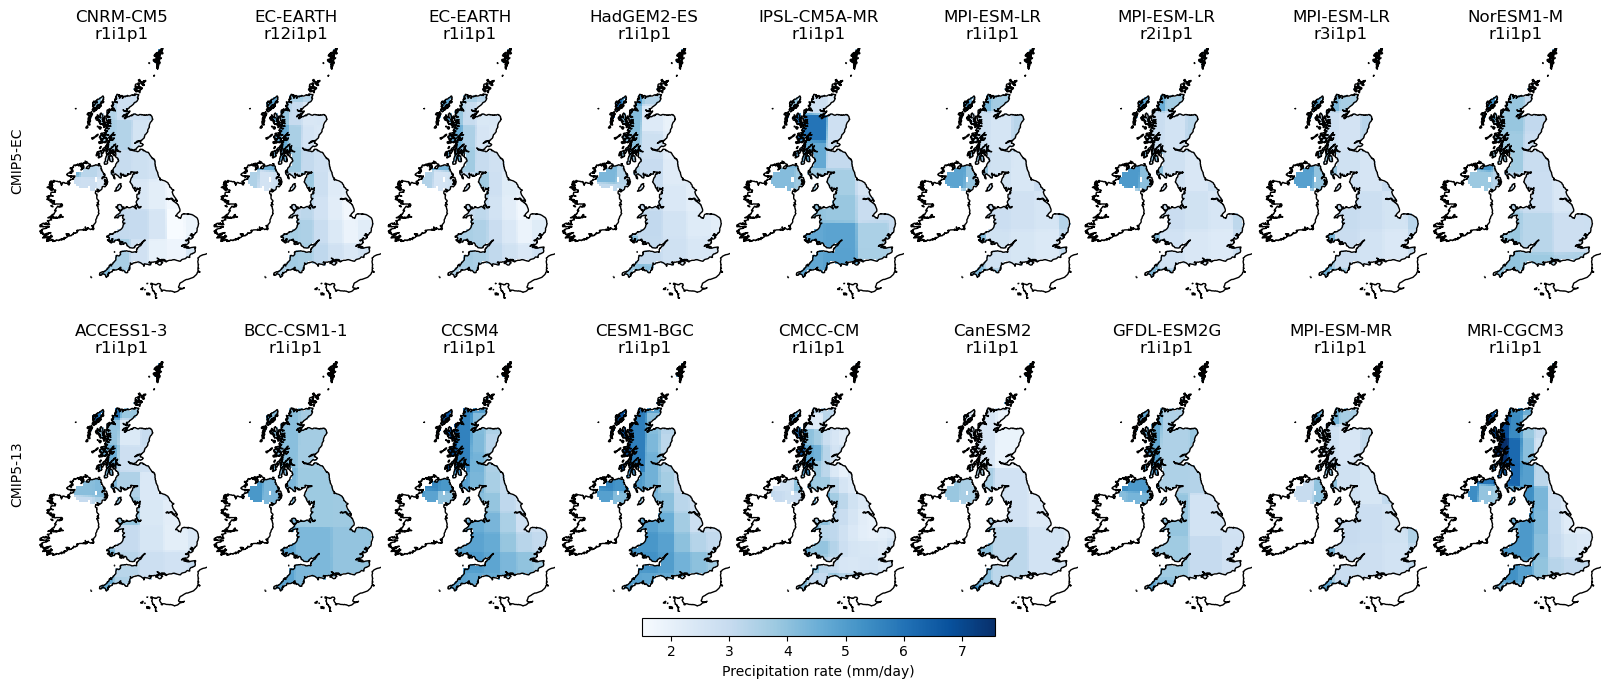 CNRM-CM5
r1i1p1
EC-EARTH
r12i1p1
EC-EARTH
r1i1p1
HadGEM2-ES
r1i1p1
IPSL-CM5A-MR
r1i1p1
MPI-ESM-LR
r1i1p1
MPI-ESM-LR
r2i1p1
MPI-ESM-LR
r3i1p1
NorESM1-M
r1i1p1
CMIP5-EC
ACCESS1-3
r1i1p1
BCC-CSM1-1
r1i1p1
CCSM4
r1i1p1
CESM1-BGC
r1i1p1
CMCC-CM
r1i1p1
CanESM2
r1i1p1
GFDL-ESM2G
r1i1p1
MPI-ESM-MR
r1i1p1
MRI-CGCM3
r1i1p1
CMIP5-13
2 3 4 5 6 7
Precipitation rate (mm/day)